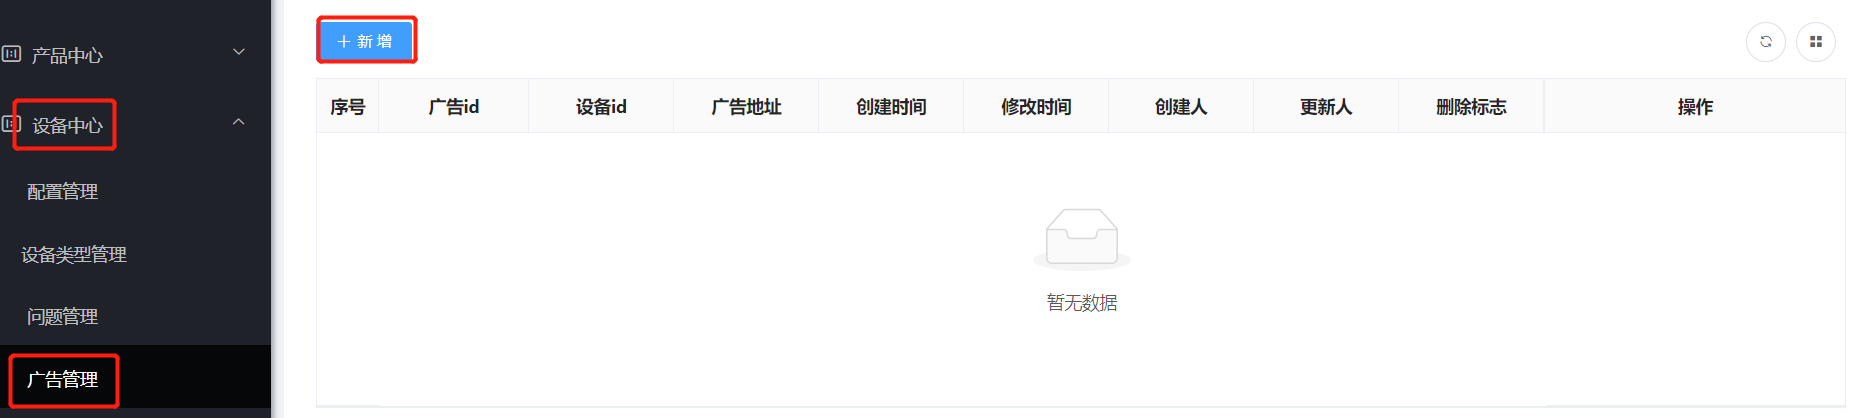 产品中心
设备中心
配置管理
设备类型管理
问题管理
广告管理
+ 新增
序号 广告id 设备id 广告地址 创建时间 修改时间 创建人 更新人 删除标志 操作
暂无数据